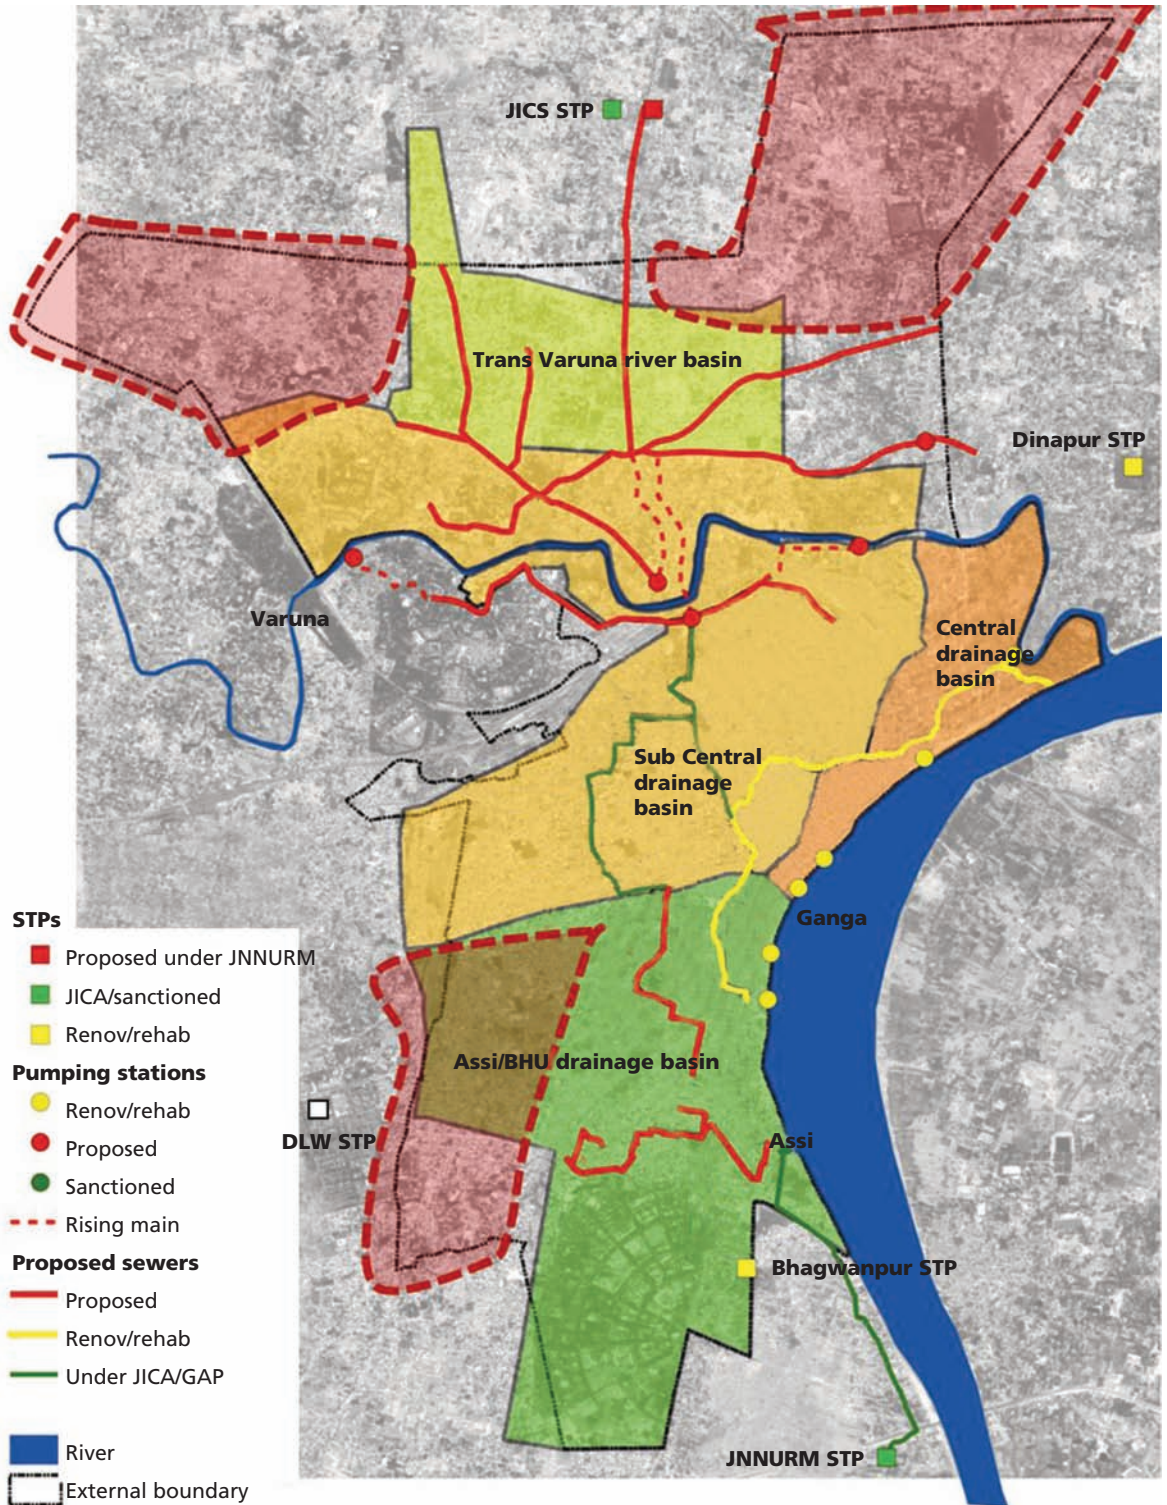 JICS STP
Trans Varuna river basin
Dinapur STP
Varuna
Central
drainage
basin
Sub Central
drainage
basin
Ganga
STPs
Proposed under JNNURM
JICA/sanctioned
Renov/rehab
Pumping stations
Renov/rehab
Proposed
Sanctioned
Rising main
Proposed sewers
Proposed
Renov/rehab
Under JICA/GAP
River
External boundary
Assi/BHU drainage basin
DLW STP
Assi
Bhagwanpur STP
JNNURM STP